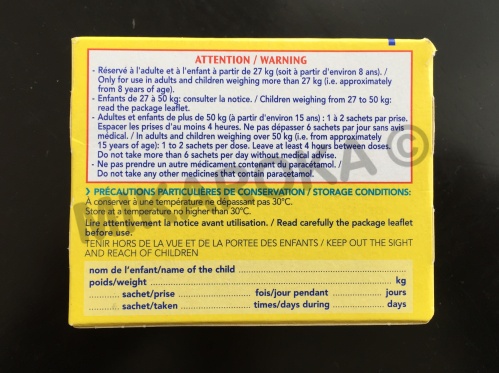 ATTENTION / WARNING
- Réservé à l'adulte et à l'enfant à partir de 27 kg (soit à partir d'environ 8 ans). /
Only for use in adults and children weighing more than 27 kg (i.e. approximately
from 8 years of age).
- Enfants de 27 à 50 kg: consulter la notice. / Children weighing from 27 to 50 kg:
read the package leaflet.
- Adultes et enfants de plus de 50 kg (à partir d'environ 15 ans) : 1 à 2 sachets par prise.
Espacer les prises d'au moins 4 heures. Ne pas dépasser 6 sachets par jour sans avis
médical. / In adults and children weighing over 50 kg (i.e. from approximately
15 years of age): 1 to 2 sachets per dose. Leave at least 4 hours between doses.
Do not take more than 6 sachets per day without medical advise.
- Ne pas prendre un autre médicament contenant du paracétamol. /
Do not take any other medicines that contain paracetamol.
PRÉCAUTIONS PARTICULIÈRES DE CONSERVATION / STORAGE CONDITIONS:
À conserver à une température ne dépassant pas 30°C.
Store at temperature no higher than 30°C.
Lire attentivement la notice avant utilisation. / Read carefully the package leaflet
before use.
TENIR HORS DE LA VUE ET DE LA PORTEE DES ENFANTS / KEEP OUT THE SIGHT
AND REACH OF CHILDREN
nom de l'enfant/name of the child
poids/weight kg
sachet/prise fois/jour pendant jours
sachet/taken times/days during days